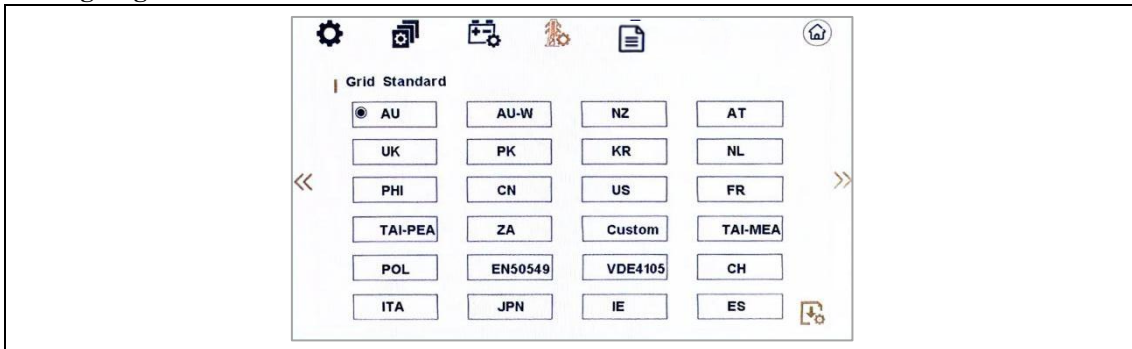 Grid Standard
AU AU-W NZ AT
UK PK KR NL
PHI CN US FR
TAI-PEA ZA Custom TAI-MEA
POL EN50549 VDE4105 CH
ITA JPN IE ES